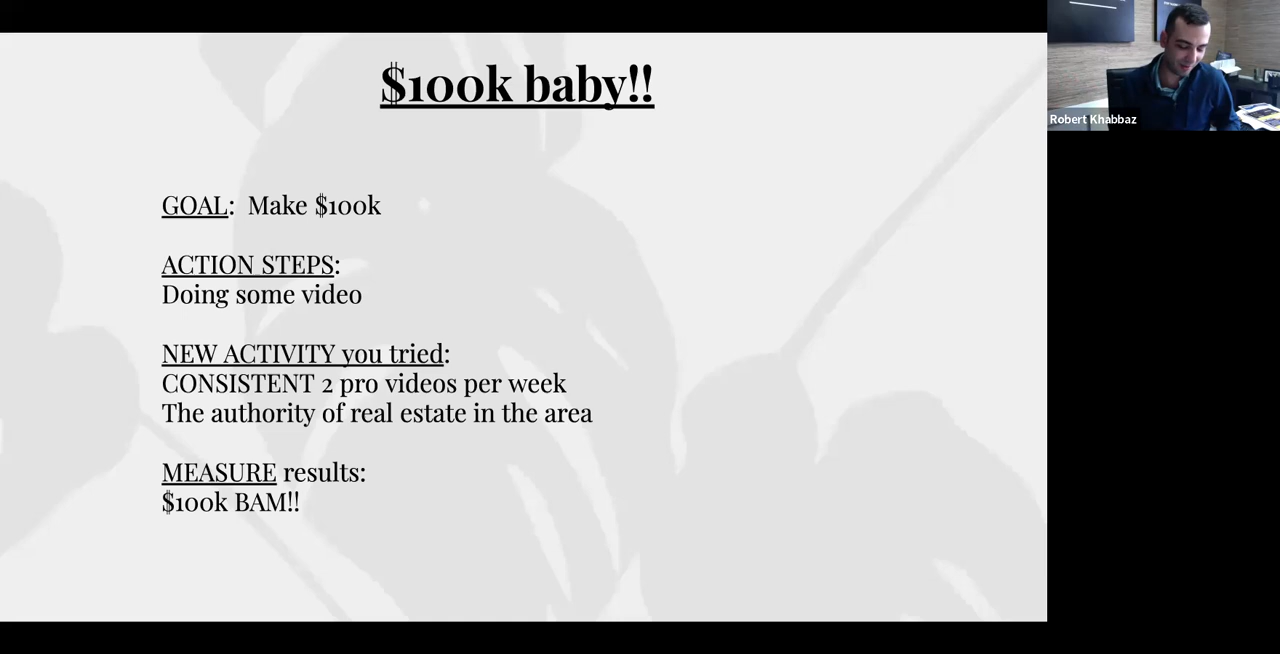 $100k baby!!
GOAL:  Make $100k
ACTION STEPS:
Doing some video
NEW ACTIVITY you tried:
CONSISTENT 2 pro videos per week
The authority of real estate in the area
MEASURE results:
$100k BAM!!
Robert Khabbaz